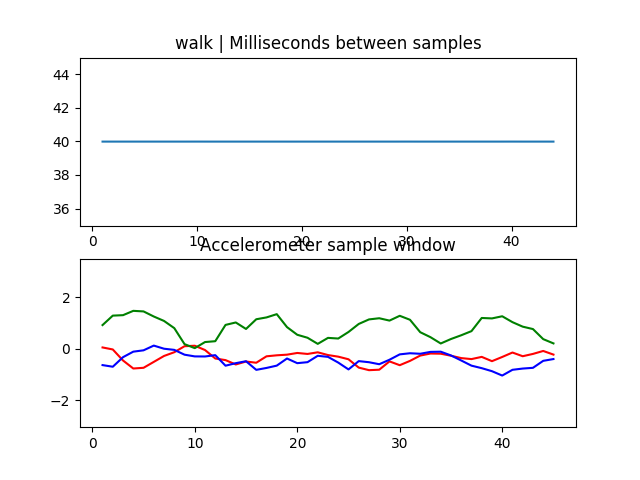 walk | Milliseconds between samples
44
42
40
38
36
0 10 20 30 40
Accelerometer sample window
2
0
−2
0 10 20 30 40